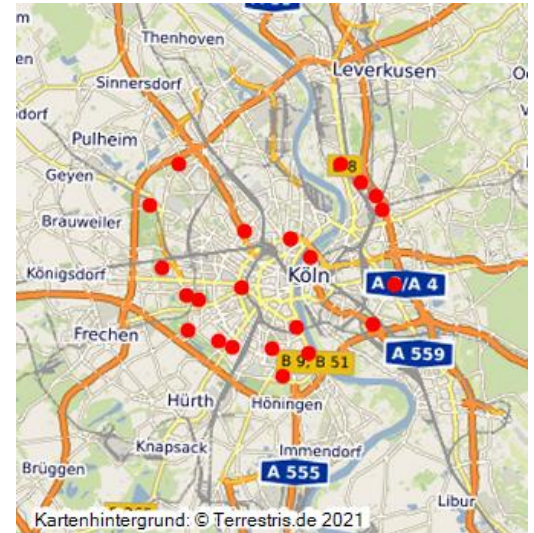 Thenhoven
Leverkusen
Sinnersdorf
Pulheim
Geyen
Brauweiler
Königsdorf
Köln
A 4
Frechen
A 559
B 9, B 51
Hürth
Höningen
Knapsack
Immendorf
Brüggen
A 555
Libur
Kartenhintergrund: © Terrestris.de 2021